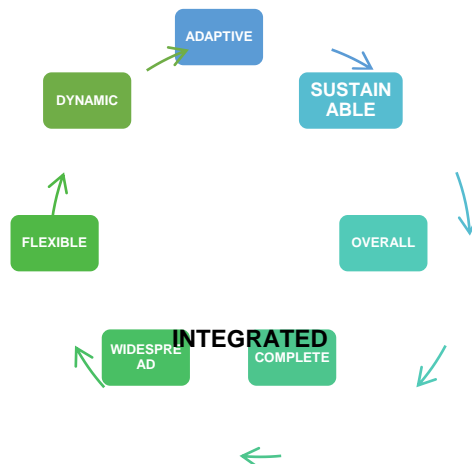 ADAPTIVE
DYNAMIC
SUSTAIN
ABLE
FLEXIBLE
OVERALL
INTEGRATED
WIDESPRE
AD
COMPLETE